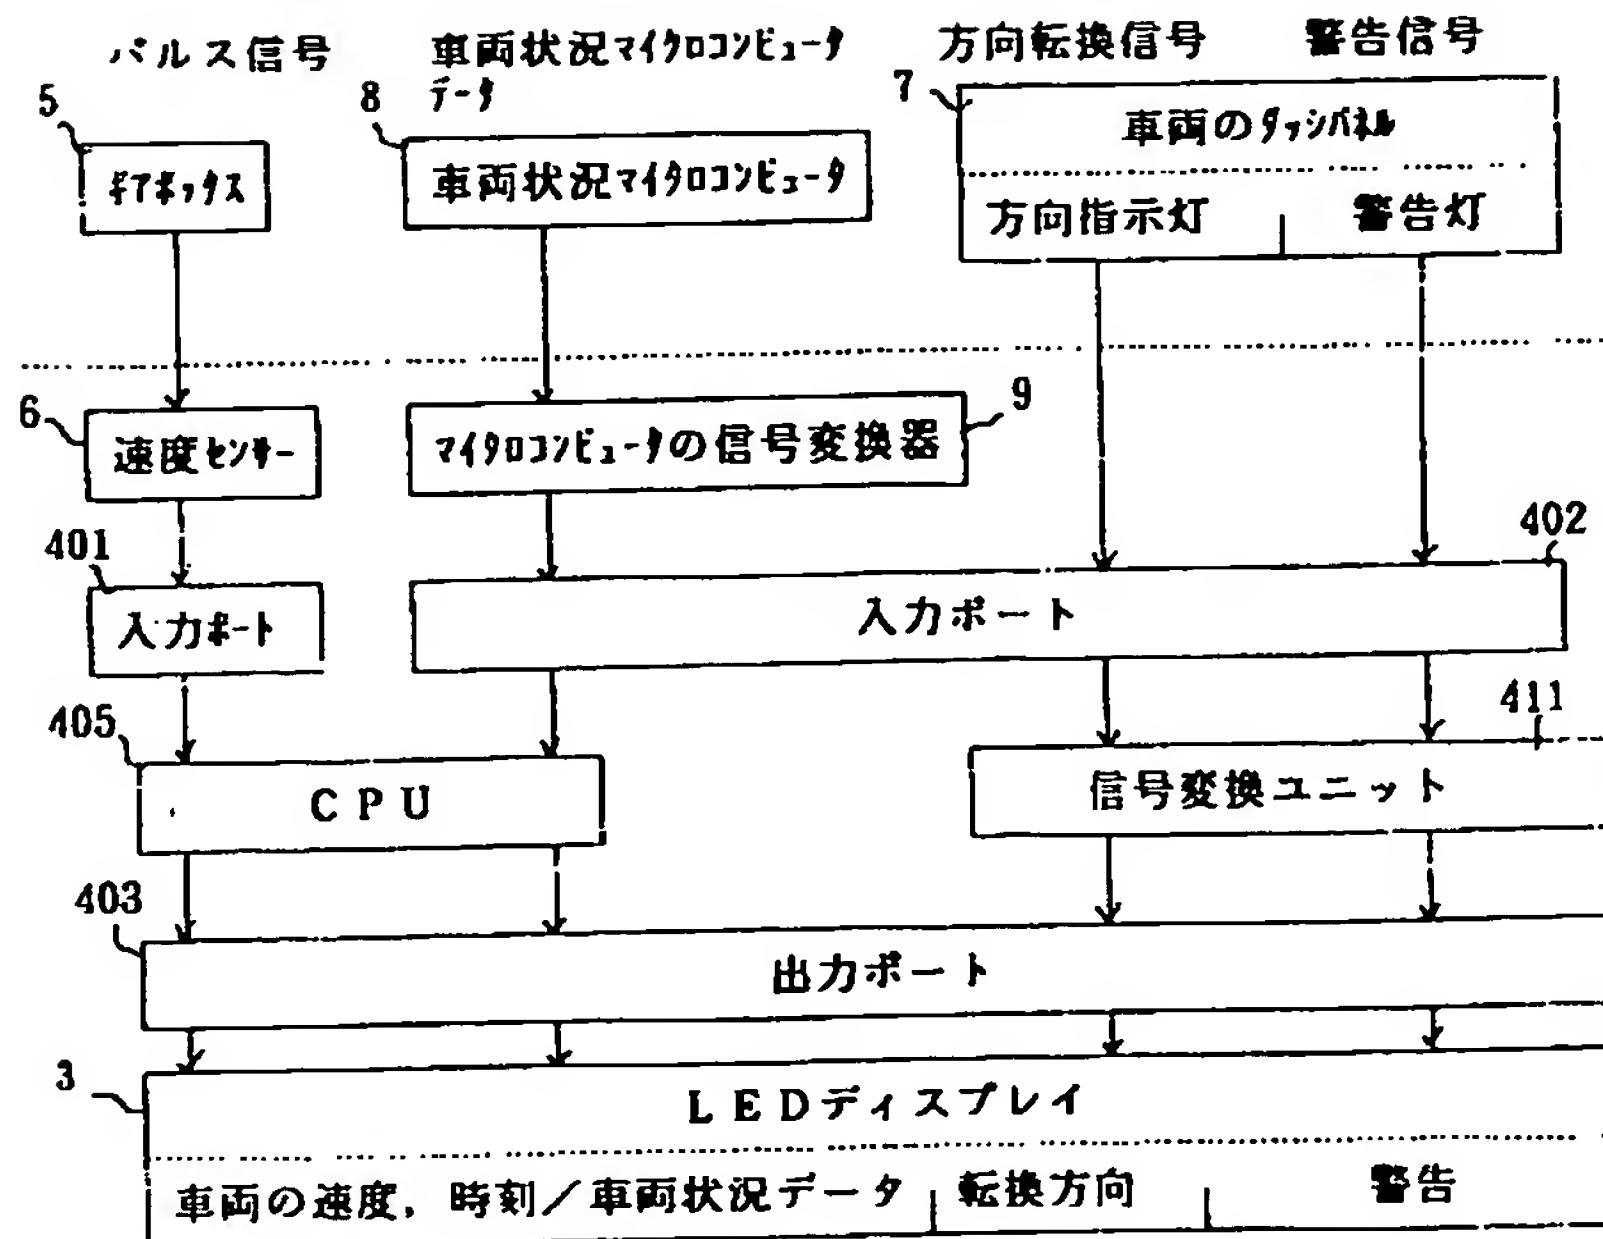 パルス信号
車両状況マイクロコンピュータ
データ
方向転換信号
警告信号
5
8
7
ギアボックス
車両状況マイクロコンピュータ
車両のダッシパネル
方向指示灯
警告灯
6
速度センサー
マイクロコンピュータの信号変換器
9
401
402
入力ポート
入力ポート
405
411
CPU
信号変換ユニット
403
出力ポート
3
LEDディスプレイ
車両の速度, 時刻/車両状況データ
転換方向
警告